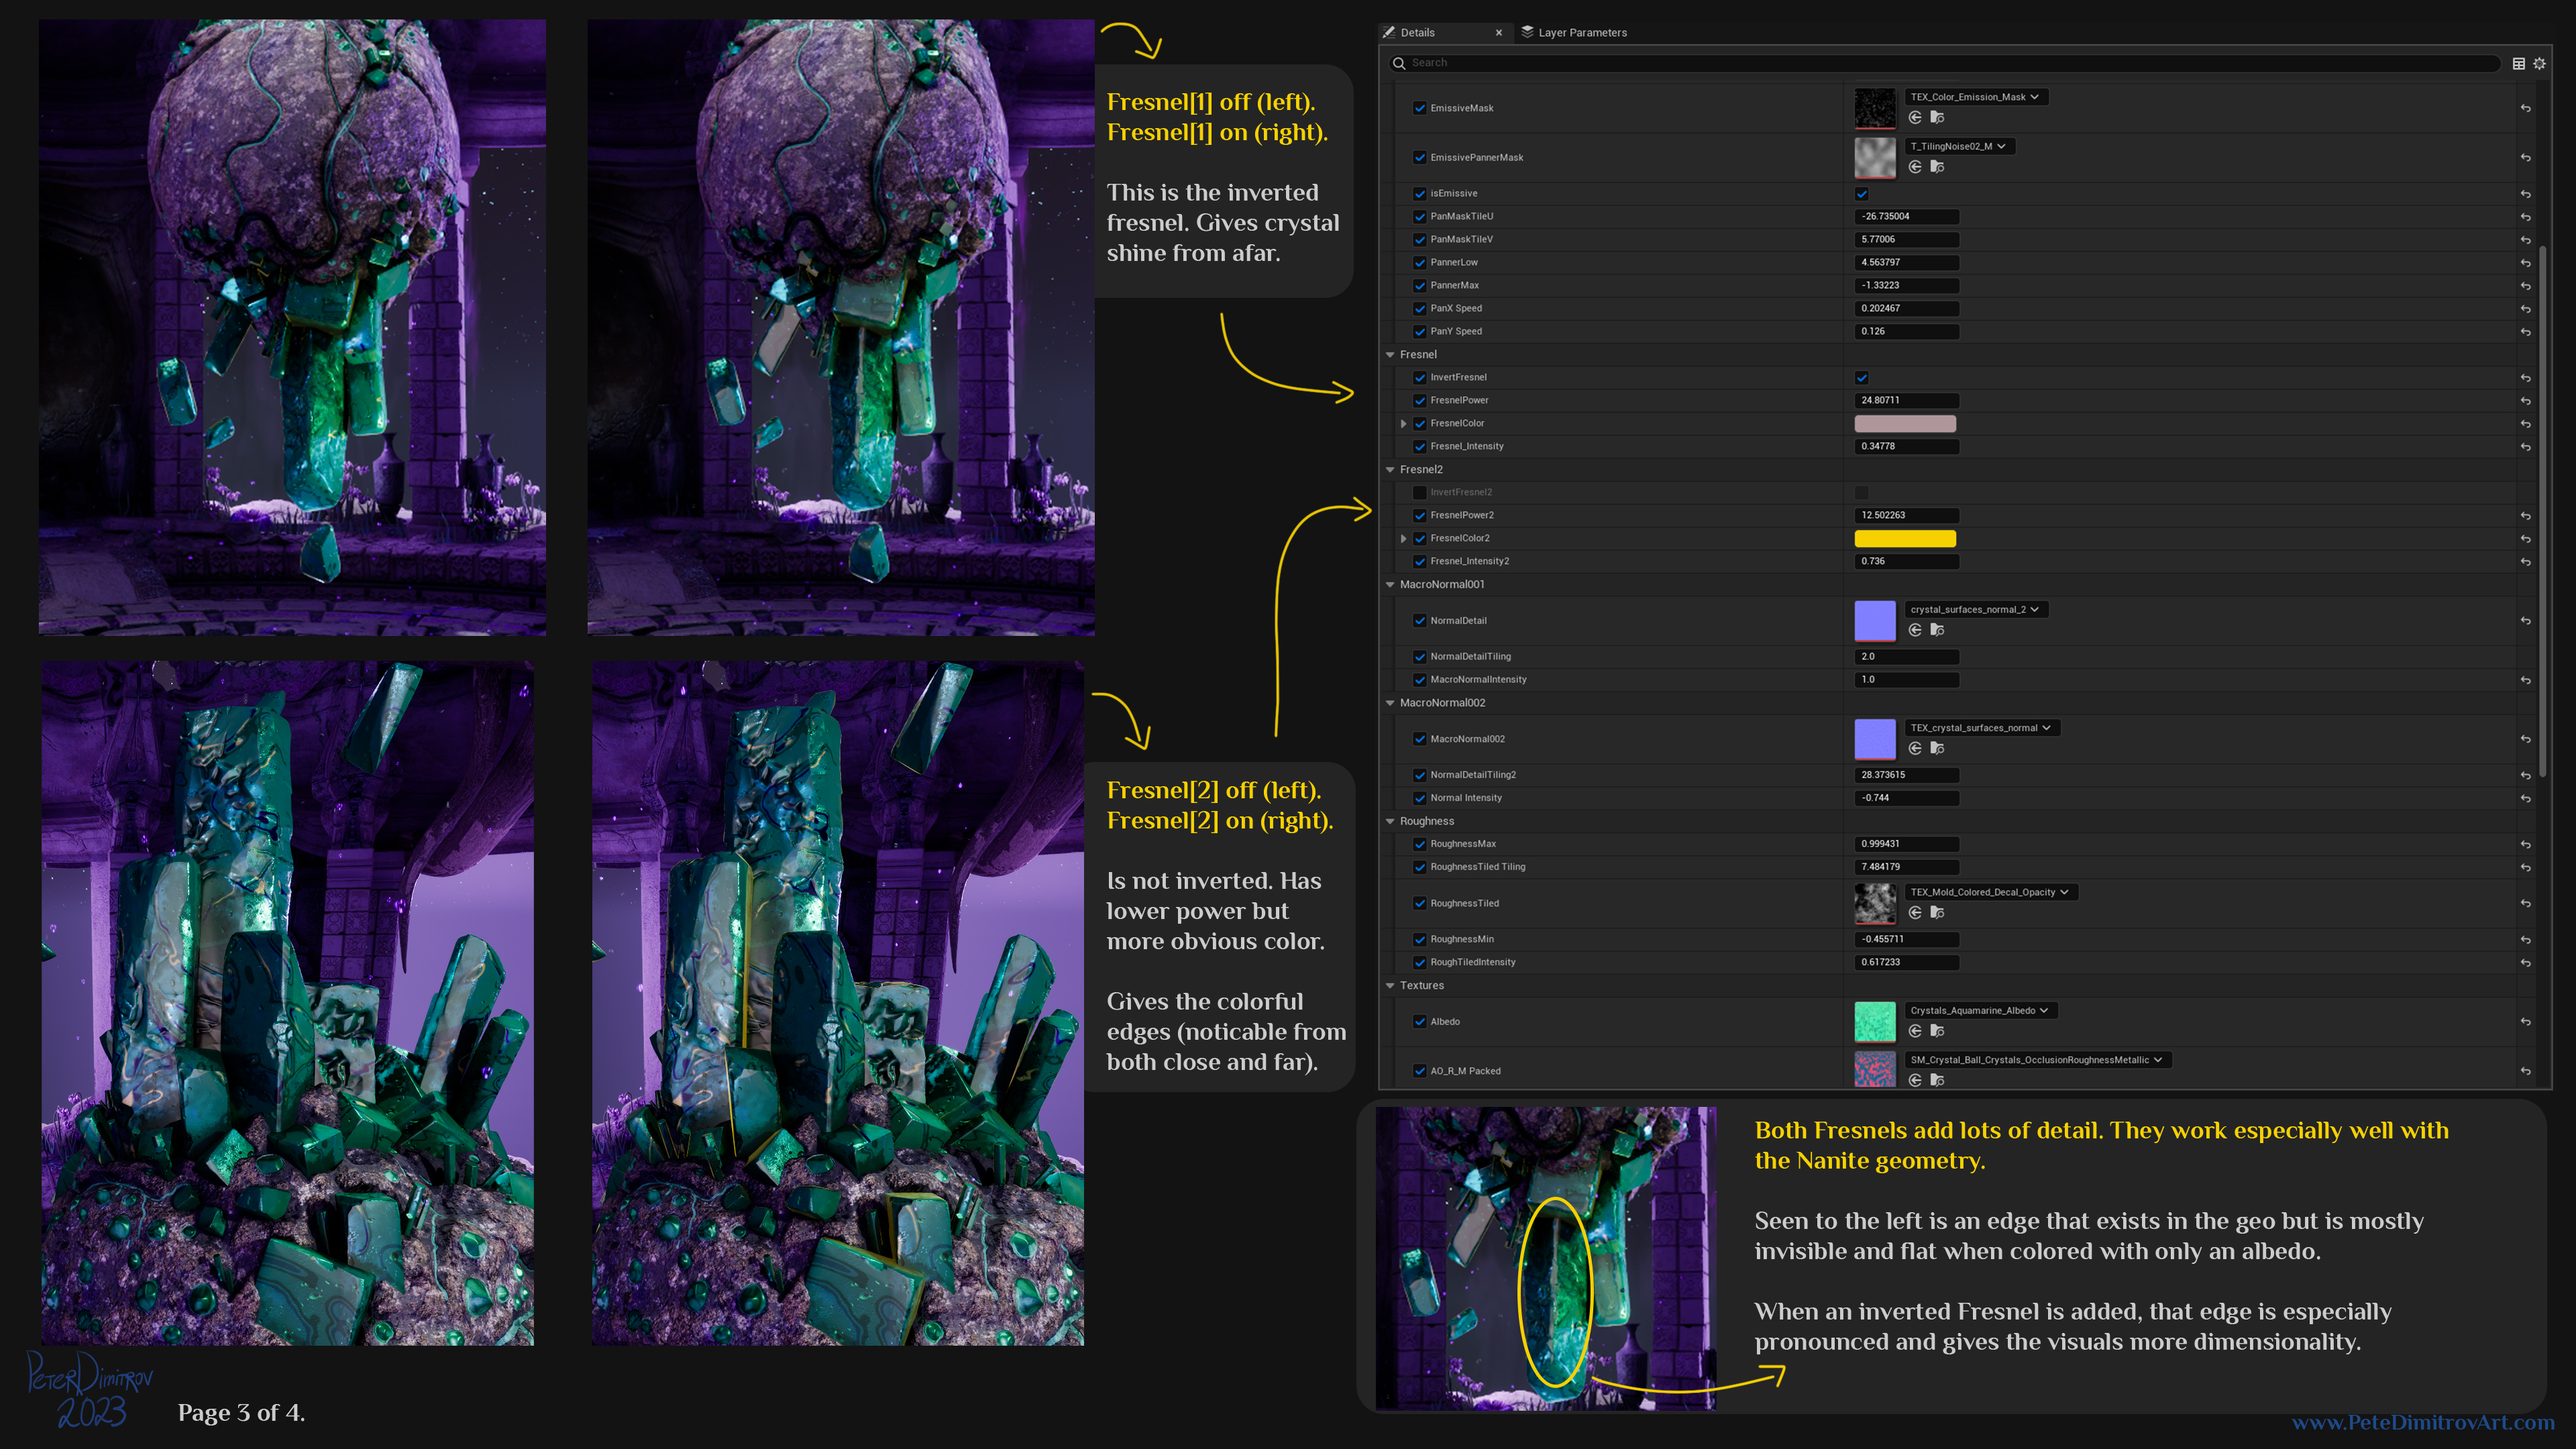 Fresnel[1] off (left).
Fresnel[1] on (right).
This is the inverted
fresnel. Gives crystal
shine from afar.
Fresnel[2] off (left).
Fresnel[2] on (right).
Is not inverted. Has
lower power but
more obvious color.
Gives the colorful
edges (noticable from
both close and far).
Details
Layer Parameters
Search
EmissiveMask
TEX_Color_Emission_Mask
EmissivePannerMask
T_TilingNoise02_M
isEmissive
PanMaskTileU
-26.735004
PanMaskTileV
5.77006
PannerLow
4.563797
PannerMax
-1.33223
PanX Speed
0.202467
PanY Speed
0.126
Fresnel
InvertFresnel
FresnelPower
24.80711
FresnelColor
Fresnel_Intensity
0.34778
Fresnel2
InvertFresnel2
FresnelPower2
12.502263
FresnelColor2
Fresnel_Intensity2
0.736
MacroNormal001
NormalDetail
crystal_surfaces_normal_2
NormalDetailTiling
2.0
MacroNormalIntensity
1.0
MacroNormal002
MacroNormal002
TEX_crystal_surfaces_normal
NormalDetailTiling2
28.373615
Normal Intensity
-0.744
Roughness
RoughnessMax
0.999431
RoughnessTiled Tiling
7.484179
RoughnessTiled
TEX_Mold_Colored_Decal_Opacity
RoughnessMin
-0.455711
RoughTiledIntensity
0.617233
Textures
Albedo
Crystals_Aquamarine_Albedo
AO_R_M Packed
SM_Crystal_Ball_Crystals_OcclusionRoughnessMetallic
Both Fresnels add lots of detail. They work especially well with
the Nanite geometry.
Seen to the left is an edge that exists in the geo but is mostly
invisible and flat when colored with only an albedo.
When an inverted Fresnel is added, that edge is especially
pronounced and gives the visuals more dimensionality.
Peter Dimitrov
2023
Page 3 of 4.
www.PeteDimitrovArt.com